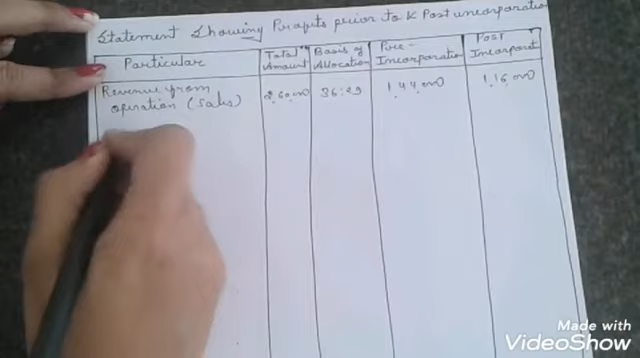 Statement Showing Profits prior to & Post incorporation
Particular
Total Amount
Basis of Allocation
Pre-Incorporation
Post Incorporat
Revenue from
operation (Sales)
2,60,000
36:29
1,44,000
1,16,000
Made with
VideoShow